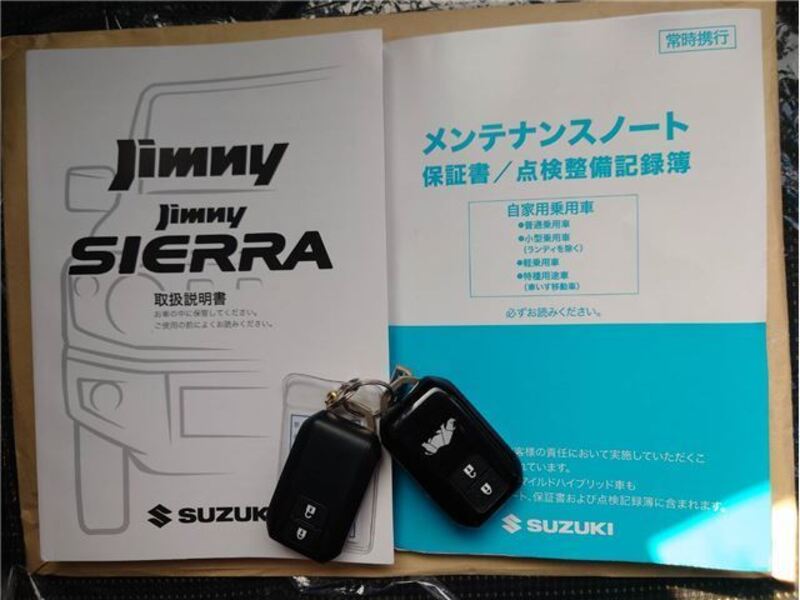 Jimny
Jimny
SIERRA
取扱説明書
お車の中に保管してください。
ご使用の前によくお読みください。
SUZUK
常時携行
メンテナンスノート
保証書／点検整備記録簿
自家用乗用車
●普通乗用車
●小型乗用車
（ランディを除く）
●軽乗用車
●特種用途車
（車いす移動車）
必ずお読みください。
客様の責任において実施していただくこ
れています。
マイルドハイブリッド車も
ート、保証書および点検記録簿に含まれます。
SUZUKI